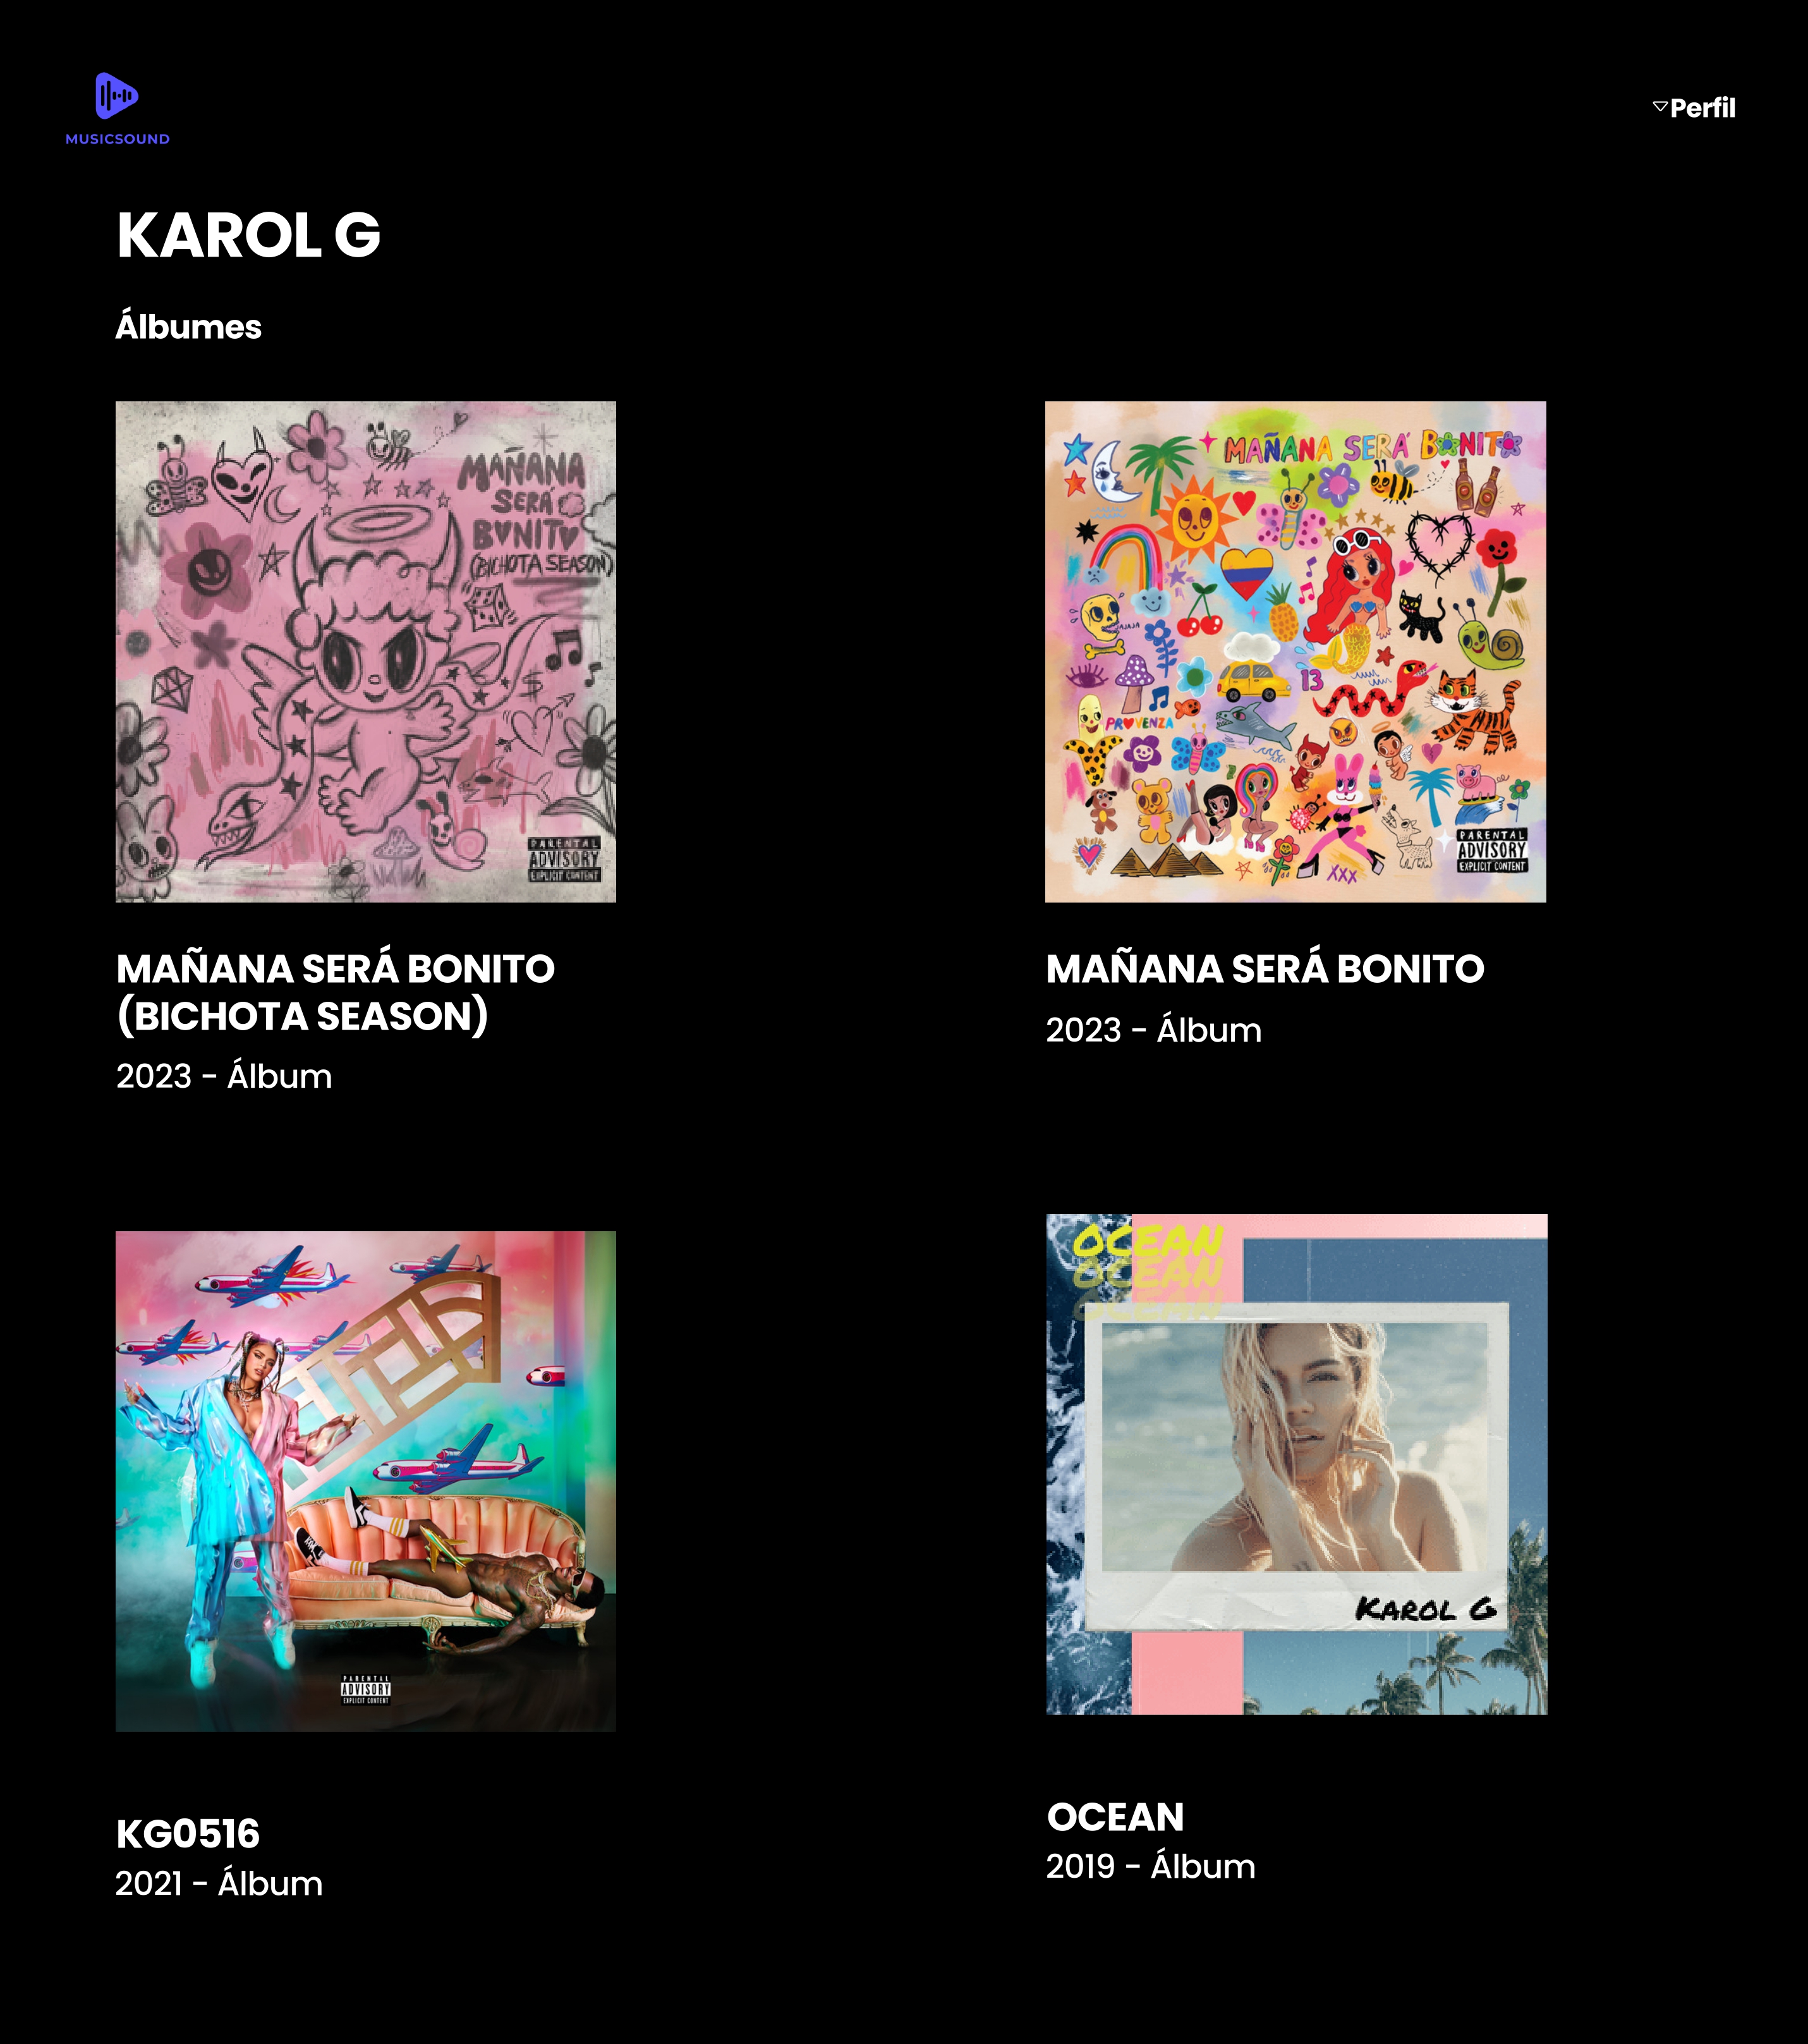 MUSICSOUND
Perfil
KAROL G
Álbumes
MAÑANA
SERÁ
BONITO
(BICHOTA SEASON)
$
PARENTAL
ADVISORY
EXPLICIT CONTENT
MAÑANA SERÁ BONITO
JAJAJA
13
PROVENZA
XXX
PARENTAL
ADVISORY
EXPLICIT CONTENT
MAÑANA SERÁ BONITO
(BICHOTA SEASON)
2023 - Álbum
MAÑANA SERÁ BONITO
2023 - Álbum
PARENTAL
ADVISORY
EXPLICIT CONTENT
OCEAN
OCEAN
OCEAN
KAROL G
KG0516
2021 - Álbum
OCEAN
2019 - Álbum